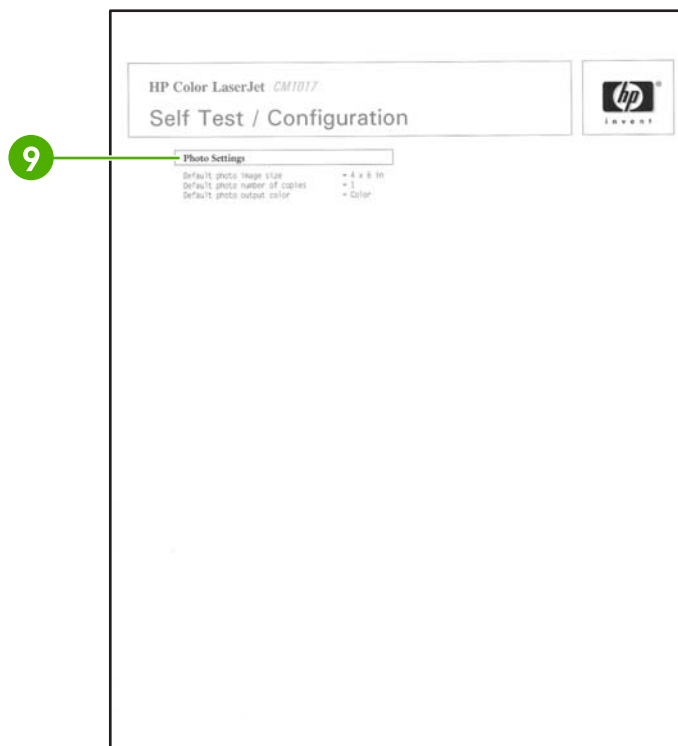 HP Color LaserJet CM1017
Self Test / Configuration
hp
®
invent
9
Photo Settings
Default photo image size = 4 x 6 in
Default photo number of copies = 1
Default photo output color = Color